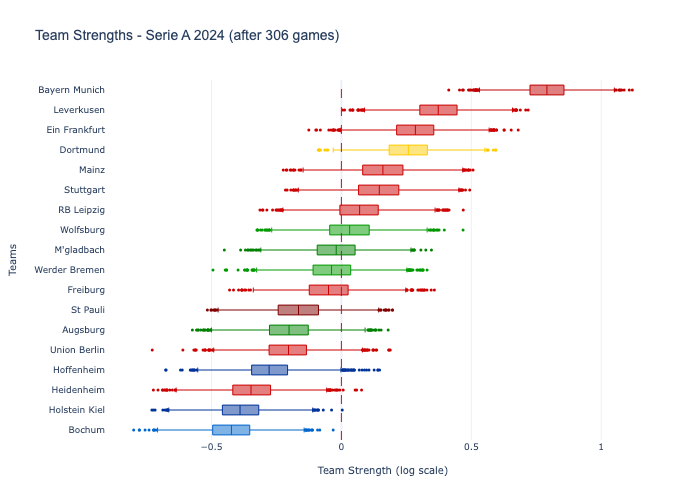 Team Strengths - Serie A 2024 (after 306 games)
Bayern Munich
Leverkusen
Ein Frankfurt
Dortmund
Mainz
Stuttgart
RB Leipzig
Wolfsburg
M'gladbach
Werder Bremen
Freiburg
St Pauli
Augsburg
Union Berlin
Hoffenheim
Heidenheim
Holstein Kiel
Bochum
Teams
−0.5 0 0.5 1
Team Strength (log scale)